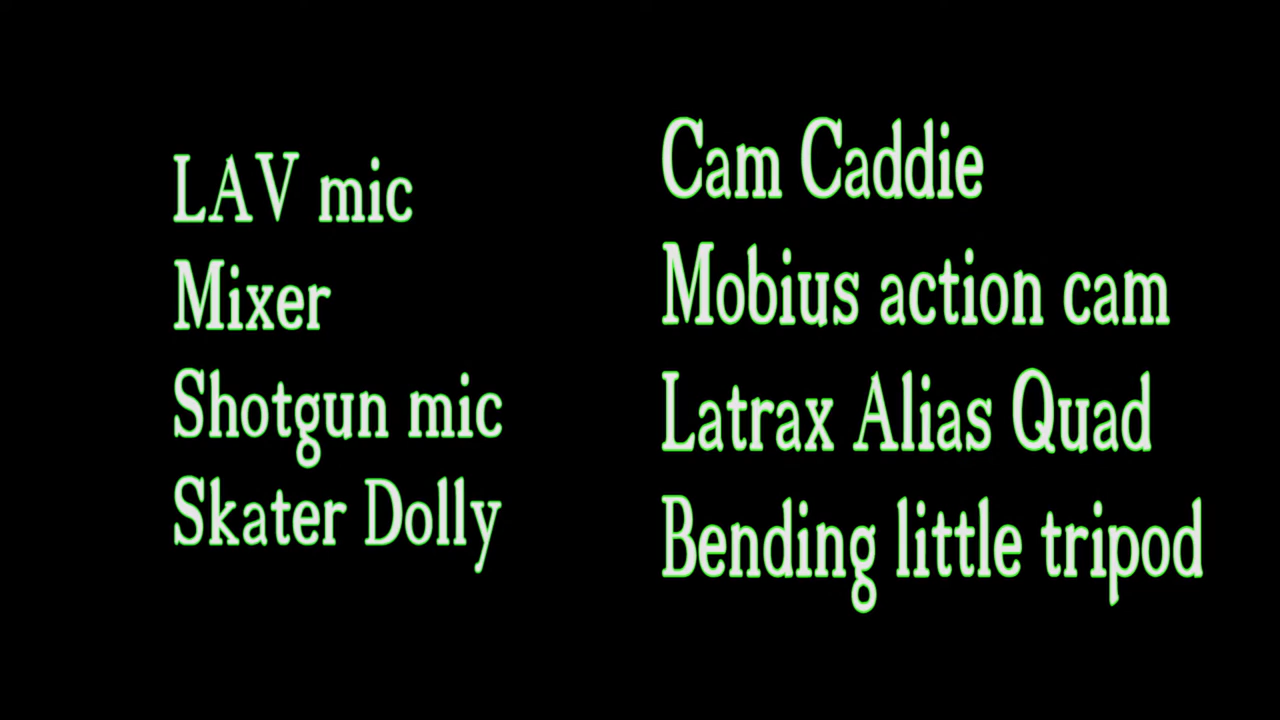 LAV mic
Mixer
Shotgun mic
Skater Dolly
Cam Caddie
Mobius action cam
Latrax Alias Quad
Bending little tripod